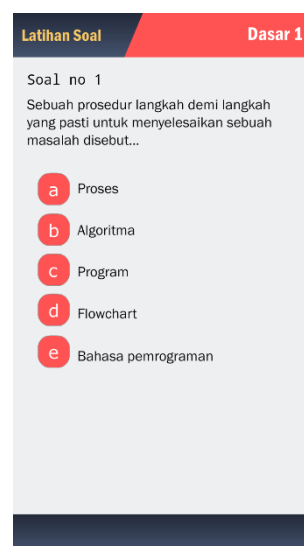 Latihan Soal
Dasar 1
Soal no 1
Sebuah prosedur langkah demi langkah
yang pasti untuk menyelesaikan sebuah
masalah disebut...
a Proses
b Algoritma
c Program
d Flowchart
e Bahasa pemrograman